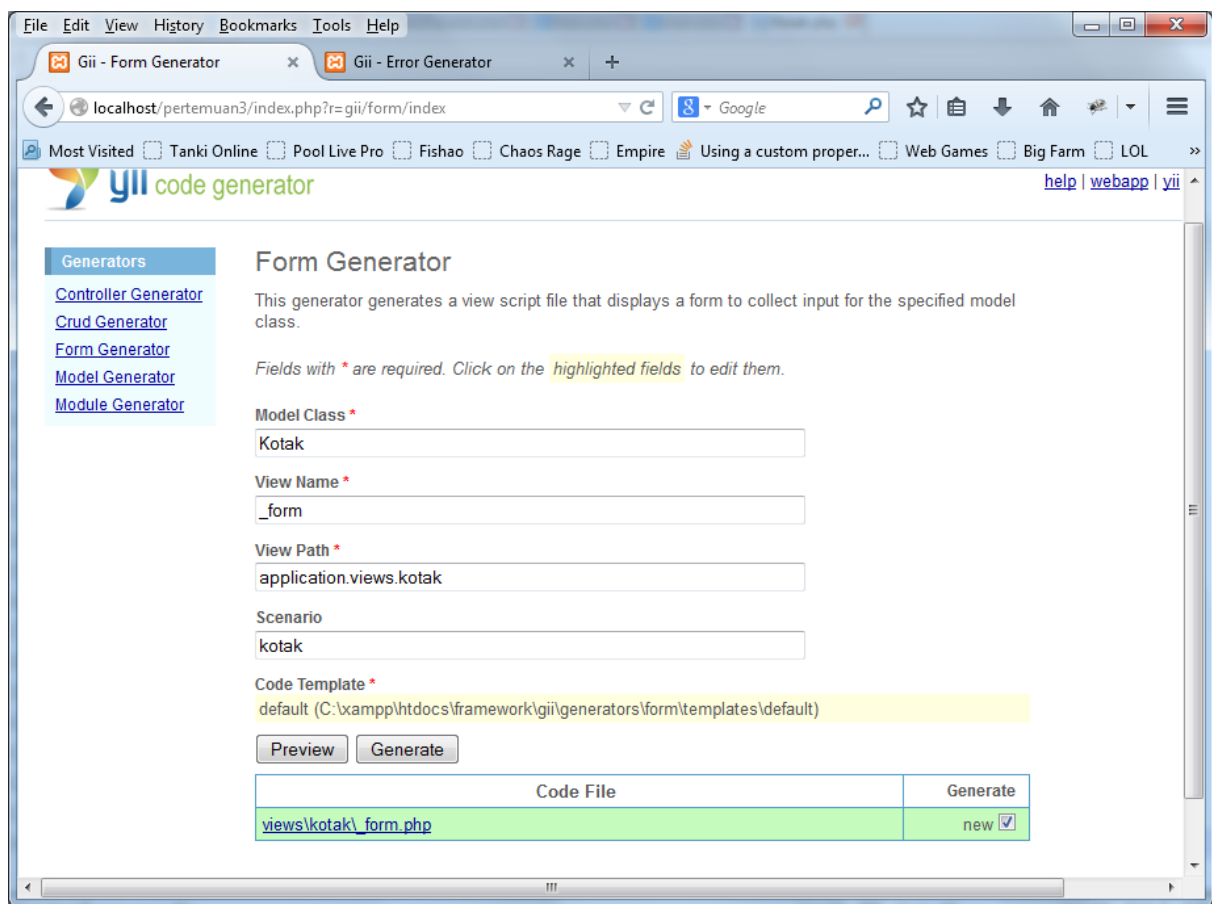 File Edit View History Bookmarks Tools Help
Gii - Form Generator
Gii - Error Generator
localhost/pertemuan3/index.php?r=gii/form/index
Google
Most Visited Tanki Online Pool Live Pro Fishao Chaos Rage Empire Using a custom proper... Web Games Big Farm LOL »
yii code generator
help | webapp | yii
Generators
Controller Generator
Crud Generator
Form Generator
Model Generator
Module Generator
Form Generator
This generator generates a view script file that displays a form to collect input for the specified model
class.
Fields with * are required. Click on the highlighted fields to edit them.
Model Class *
Kotak
View Name *
_form
View Path *
application.views.kotak
Scenario
kotak
Code Template *
default (C:\xampp\htdocs\framework\gii\generators\form\templates\default)
Preview Generate
Code File Generate
views\kotak\_form.php new